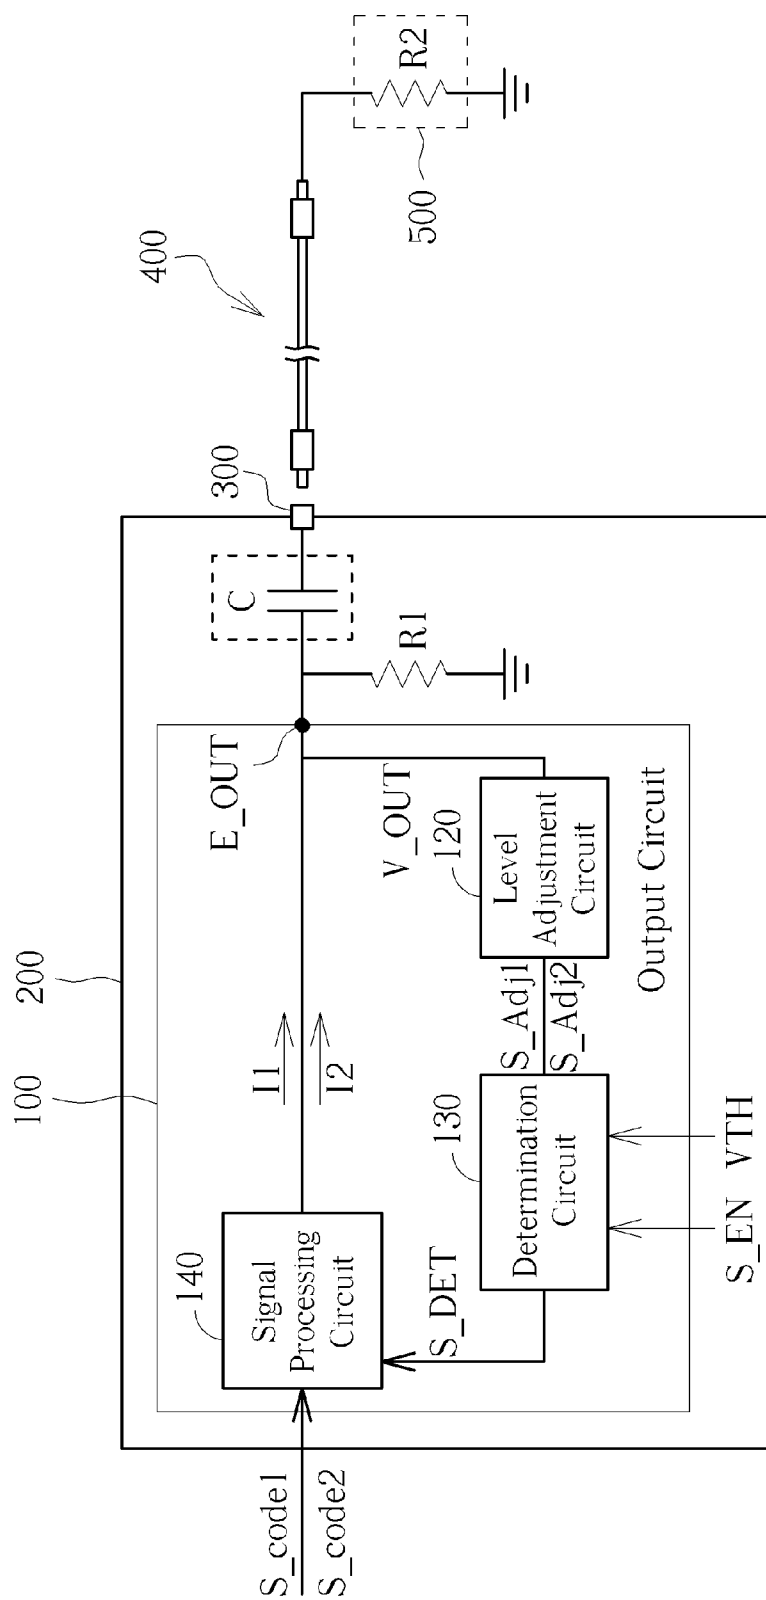 S_code1
S_code2
100
200
140
Signal
Processing
Circuit
I1
I2
E_OUT
C
300
400
R1
500
R2
S_DET
130
Determination
Circuit
S_Adj1
S_Adj2
120
Level
Adjustment
Circuit
V_OUT
Output Circuit
S_EN
VTH